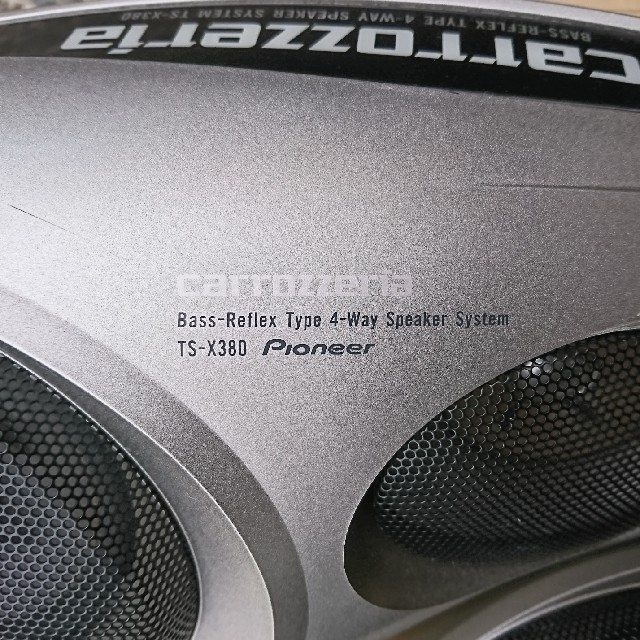 carrozzeria
BASS-REFLEX TYPE 4-WAY SPEAKER SYSTEM TS-X380
carrozzeria
Bass-Reflex Type 4-Way Speaker System
TS-X380 Pioneer